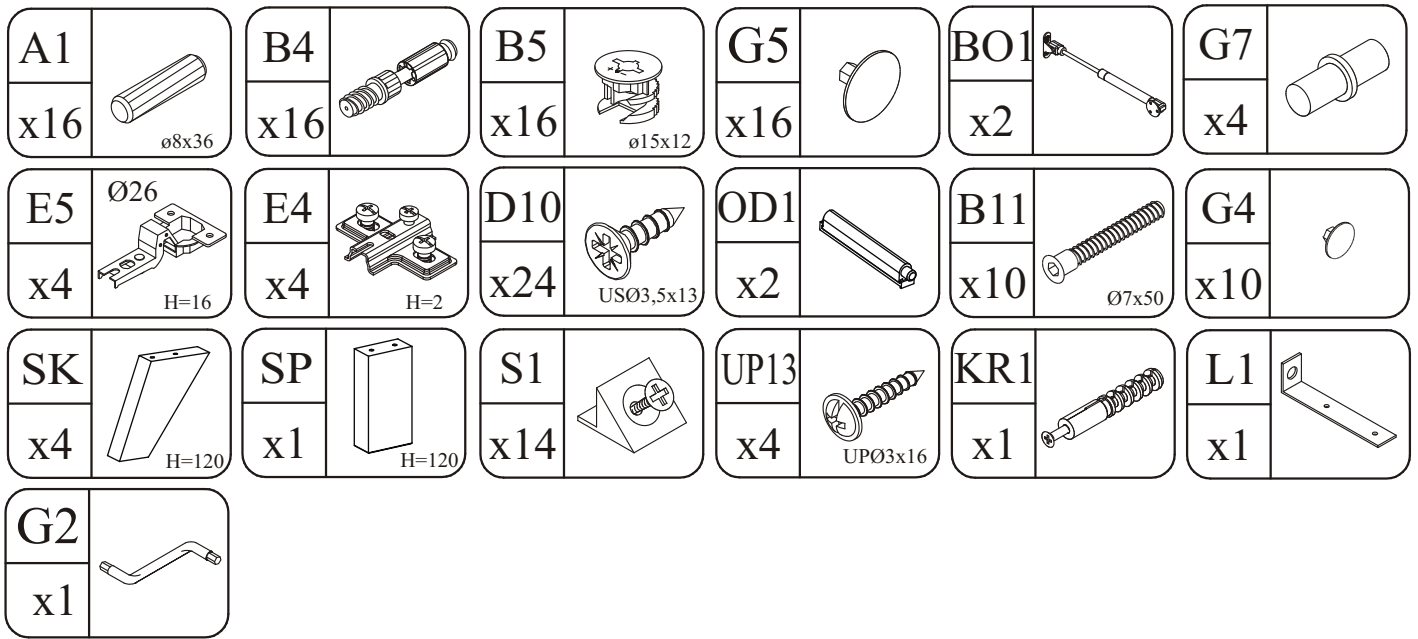 A1
x16
ø8x36
B4
x16
B5
x16
ø15x12
G5
x16
BO1
x2
G7
x4
E5
x4
Ø26
H=16
E4
x4
H=2
D10
x24
USØ3,5x13
OD1
x2
B11
x10
Ø7x50
G4
x10
SK
x4
H=120
SP
x1
H=120
S1
x14
UP13
x4
UPØ3x16
KR1
x1
L1
x1
G2
x1